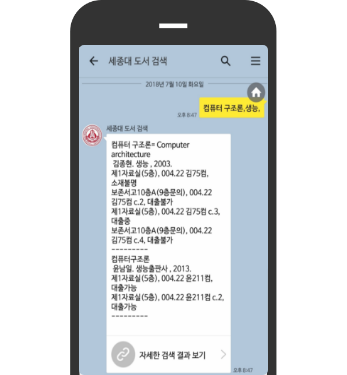 세종대 도서 검색
2018년 7월 10일 화요일
컴퓨터 구조론,생능,
오후 8:47
세종대 도서 검색
컴퓨터 구조론= Computer
architecture
김종현, 생능 , 2003.
제1자료실(5층), 004.22 김75컴,
소재불명
보존서고10층A(9층문의), 004.22
김75컴 c.2, 대출불가
제1자료실(5층), 004.22 김75컴 c.3,
대출중
보존서고10층A(9층문의), 004.22
김75컴 c.4, 대출불가
---------
컴퓨터구조론
윤남일, 생능출판사 , 2013.
제1자료실(5층), 004.22 윤211컴,
대출가능
제1자료실(5층), 004.22 윤211컴 c.2,
대출가능
---------
자세한 검색 결과 보기
오후 8:47